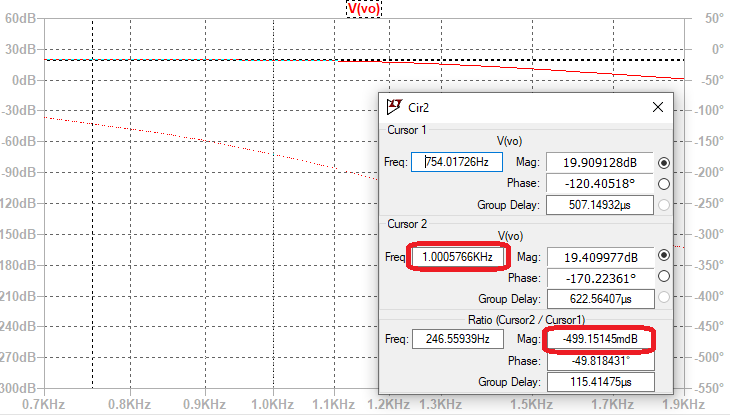 V(vo)
60dB
30dB
0dB
-30dB
-60dB
-90dB
120dB
150dB
180dB
210dB
240dB
270dB
300dB
50°
0°
-50°
-100°
-150°
-200°
-250°
-300°
-350°
-400°
-450°
-500°
-550°
0.7KHz
0.8KHz
0.9KHz
1.0KHz
1.1KHz
1.2KHz
1.3KHz
1.5KHz
1.7KHz
1.9KHz
Cir2
Cursor 1
V(vo)
Freq: 754.01726Hz Mag: 19.909128dB
Phase: -120.40518°
Group Delay: 507.14932µs
Cursor 2
V(vo)
Freq: 1.0005766KHz Mag: 19.409977dB
Phase: -170.22361°
Group Delay: 622.56407µs
Ratio (Cursor2 / Cursor1)
Freq: 246.55939Hz Mag: -499.15145mdB
Phase: -49.818431°
Group Delay: 115.41475µs